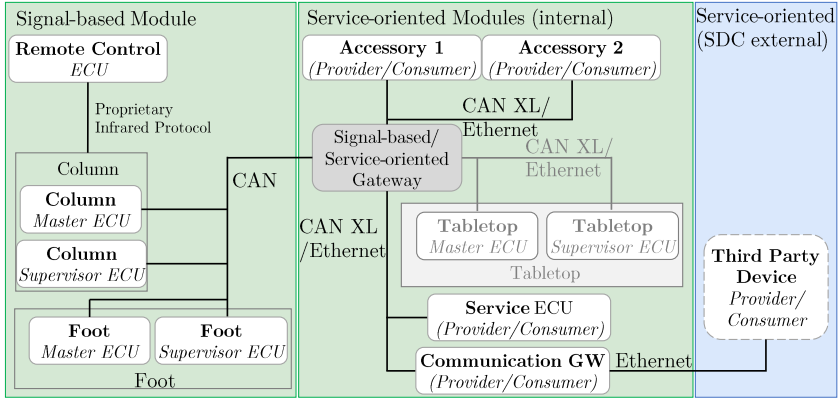 Signal-based Module
Remote Control
ECU
Proprietary
Infrared Protocol
Column
Column
Master ECU
Column
Supervisor ECU
CAN
Foot
Master ECU
Foot
Supervisor ECU
Foot
Service-oriented Modules (internal)
Accessory 1
(Provider/Consumer)
Accessory 2
(Provider/Consumer)
CAN XL/
Ethernet
Signal-based/
Service-oriented
Gateway
CAN XL/
Ethernet
CAN XL
/Ethernet
Tabletop
Master ECU
Tabletop
Supervisor ECU
Tabletop
Service ECU
(Provider/Consumer)
Communication GW
(Provider/Consumer)
Ethernet
Service-oriented
(SDC external)
Third Party
Device
Provider/
Consumer